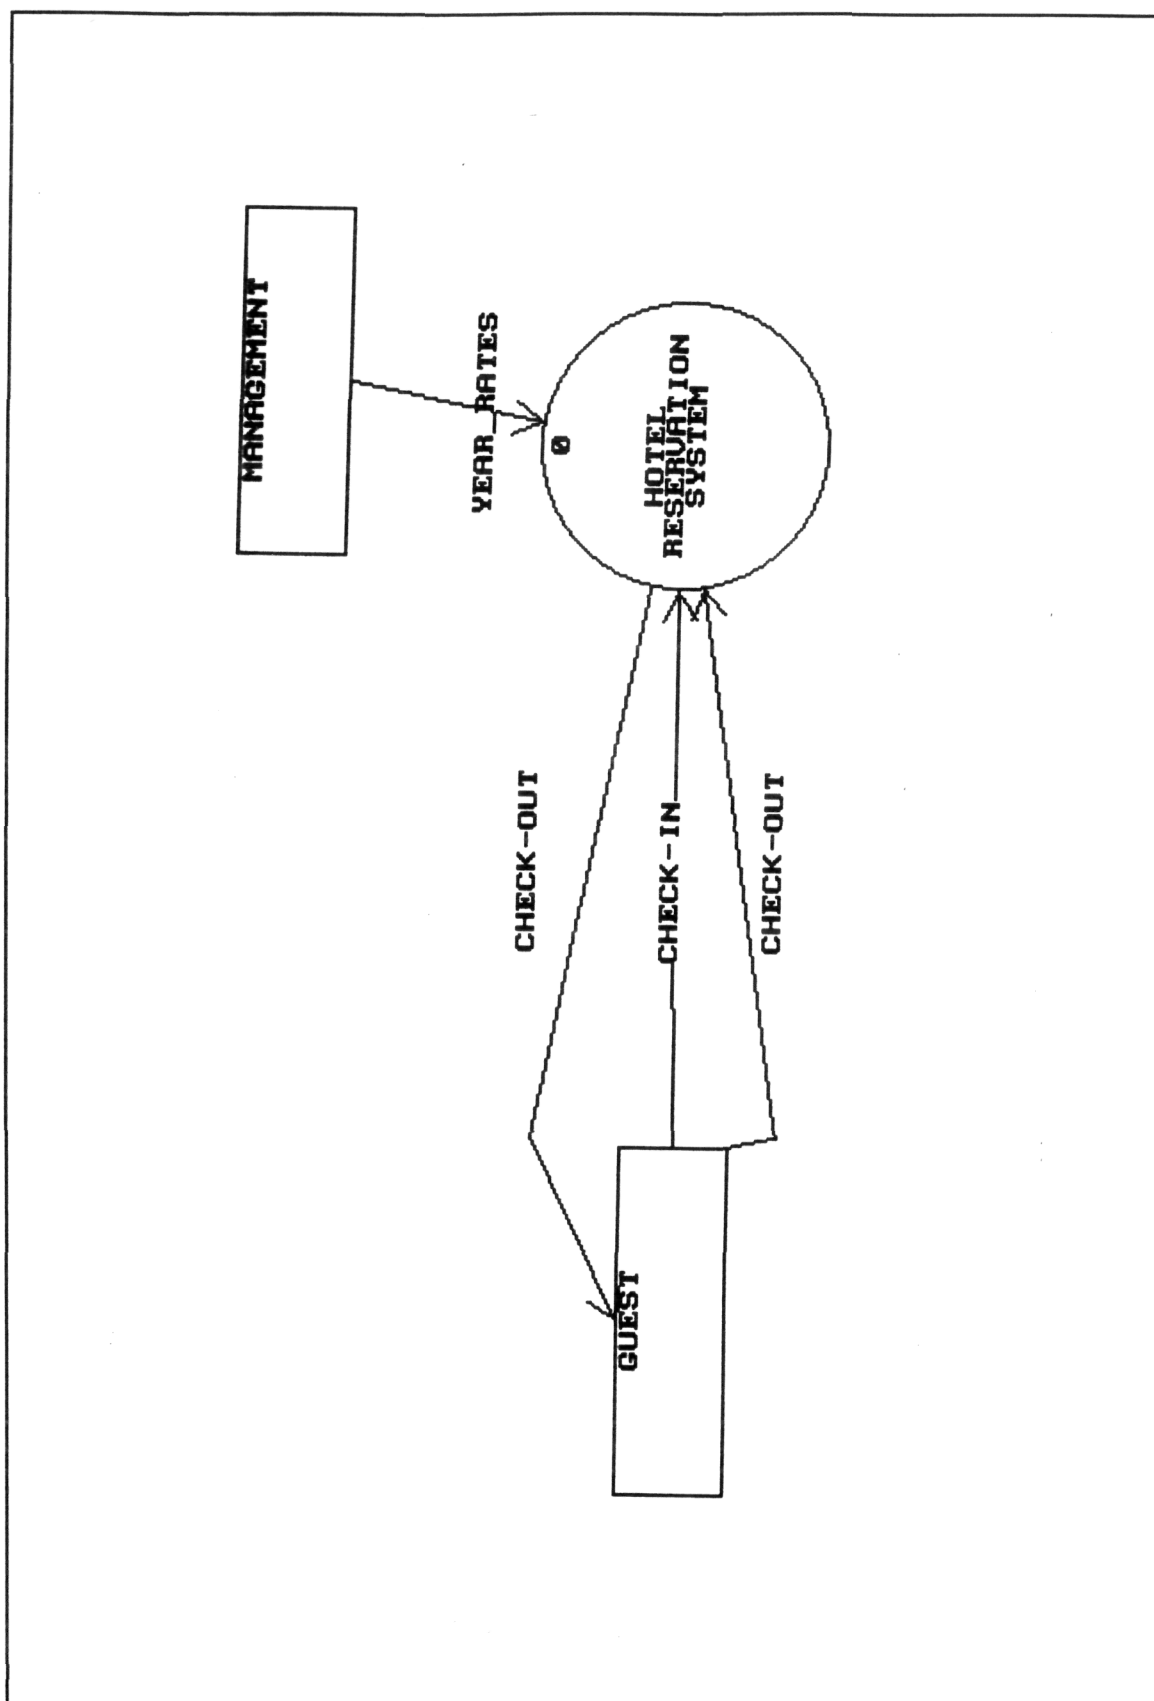 MANAGEMENT
YEAR_RATES
0
HOTEL
RESERVATION
SYSTEM
CHECK-OUT
CHECK-IN
CHECK-OUT
GUEST